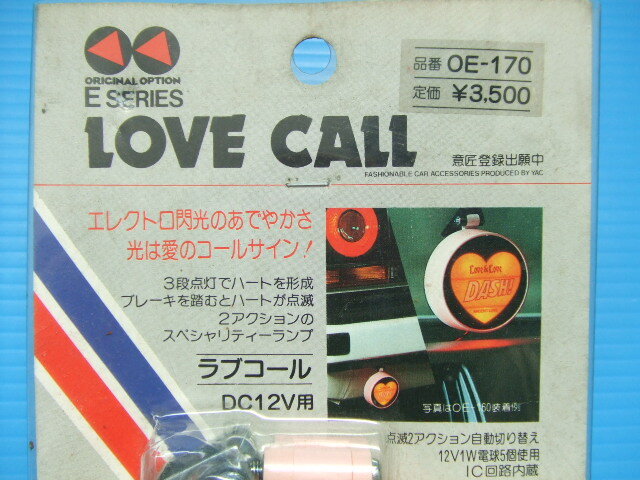 ORIGINAL OPTION
E SERIES
品番 OE-170
定価 ¥3,500
LOVE CALL
意匠登録出願中
FASHIONABLE CAR ACCESSORIES PRODUCED BY YAC
エレクトロ閃光のあでやかさ
光は愛のコールサイン!
3段点灯でハートを形成
ブレーキを踏むとハートが点滅
2アクションの
スペシャリティーランプ
ラブコール
DC12V用
Love & Love
DASH!
写真はOE-160装着例
点滅2アクション自動切り替え
12V1W電球5個使用
IC回路内蔵